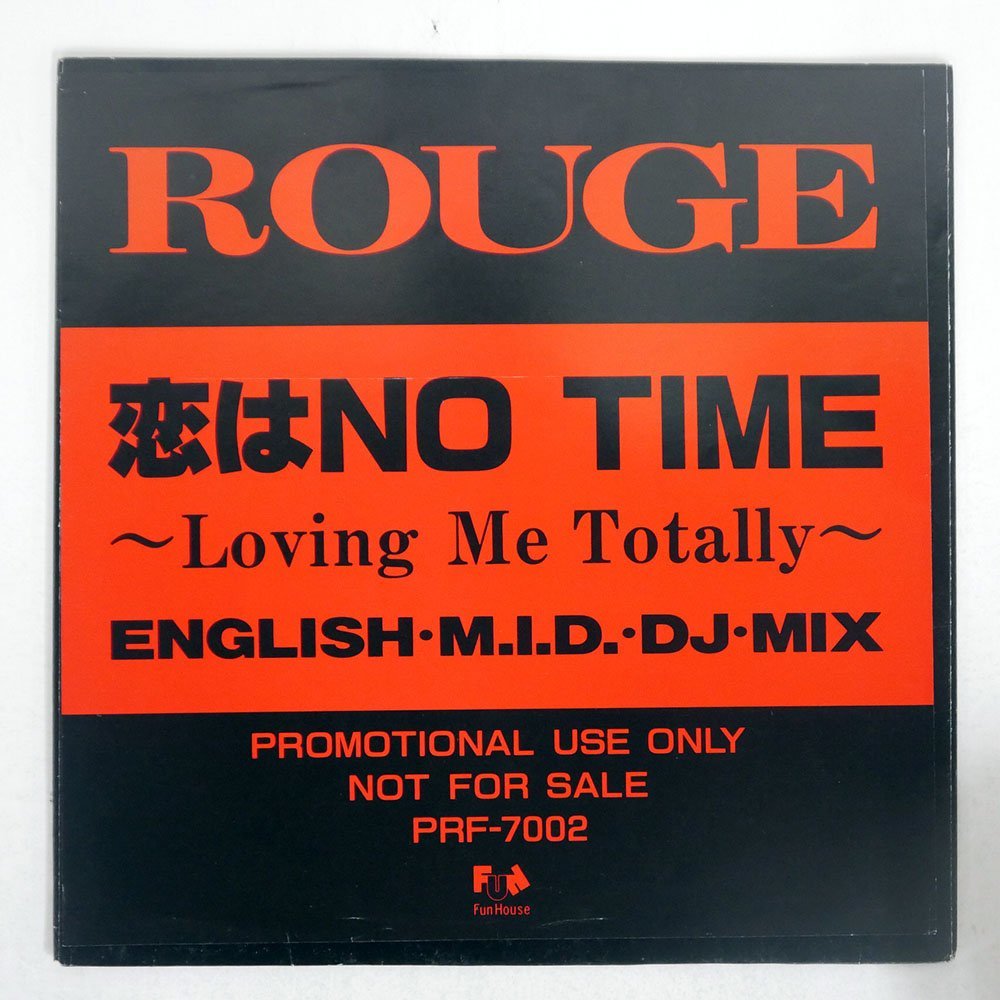 ROUGE
恋はNO TIME
～Loving Me Totally～
ENGLISH·M.I.D.·DJ·MIX
PROMOTIONAL USE ONLY
NOT FOR SALE
PRF-7002
FUN
Fun House